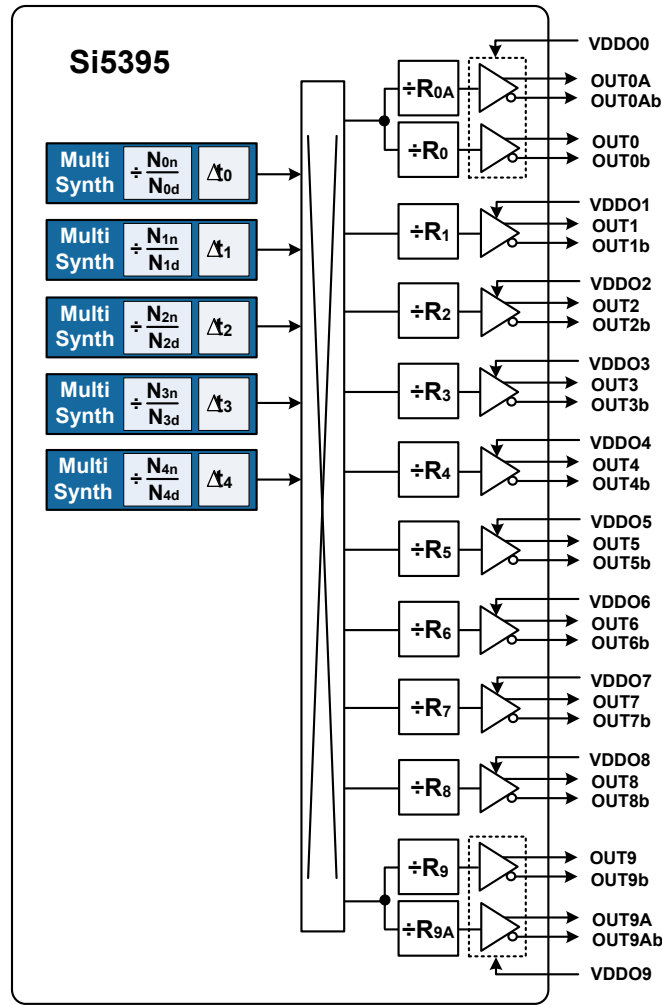 Si5395
VDDO0
÷R0A
OUT0A
OUT0Ab
÷R0
OUT0
OUT0b
Multi Synth ÷ N0n/N0d Δt0
VDDO1
÷R1
OUT1
OUT1b
Multi Synth ÷ N1n/N1d Δt1
VDDO2
÷R2
OUT2
OUT2b
Multi Synth ÷ N2n/N2d Δt2
VDDO3
÷R3
OUT3
OUT3b
Multi Synth ÷ N3n/N3d Δt3
VDDO4
÷R4
OUT4
OUT4b
Multi Synth ÷ N4n/N4d Δt4
VDDO5
÷R5
OUT5
OUT5b
VDDO6
÷R6
OUT6
OUT6b
VDDO7
÷R7
OUT7
OUT7b
VDDO8
÷R8
OUT8
OUT8b
÷R9
OUT9
OUT9b
÷R9A
OUT9A
OUT9Ab
VDDO9